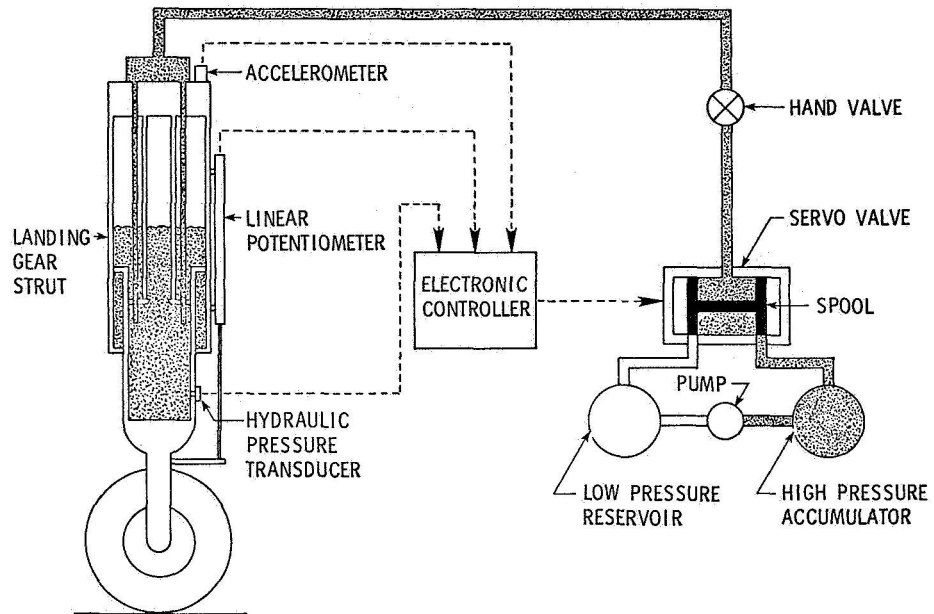 ACCELEROMETER
HAND VALVE
LANDING
GEAR
STRUT
LINEAR
POTENTIOMETER
SERVO VALVE
ELECTRONIC
CONTROLLER
SPOOL
PUMP
HYDRAULIC
PRESSURE
TRANSDUCER
LOW PRESSURE
RESERVOIR
HIGH PRESSURE
ACCUMULATOR